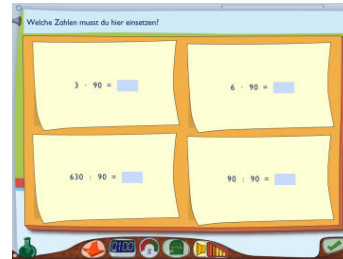 Welche Zahlen musst du hier einsetzen?
3 · 90 =
6 · 90 =
630 : 90 =
90 : 90 =